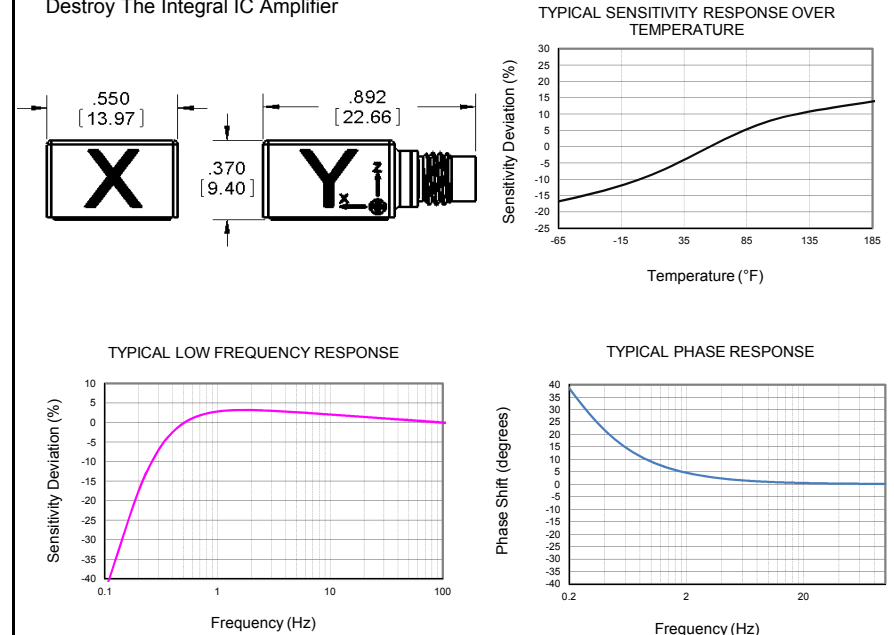 Destroy The Integral IC Amplifier
.550
[13.97]
.892
[22.66]
.370
[9.40]
X
Y
Z
X
TYPICAL SENSITIVITY RESPONSE OVER
TEMPERATURE
Sensitivity Deviation (%)
30
25
20
15
10
5
0
-5
-10
-15
-20
-25
-65 -15 35 85 135 185
Temperature (°F)
TYPICAL LOW FREQUENCY RESPONSE
Sensitivity Deviation (%)
10
5
0
-5
-10
-15
-20
-25
-30
-35
-40
0.1 1 10 100
Frequency (Hz)
TYPICAL PHASE RESPONSE
Phase Shift (degrees)
40
35
30
25
20
15
10
5
0
-5
-10
-15
-20
-25
-30
-35
-40
0.2 2 20
Frequency (Hz)